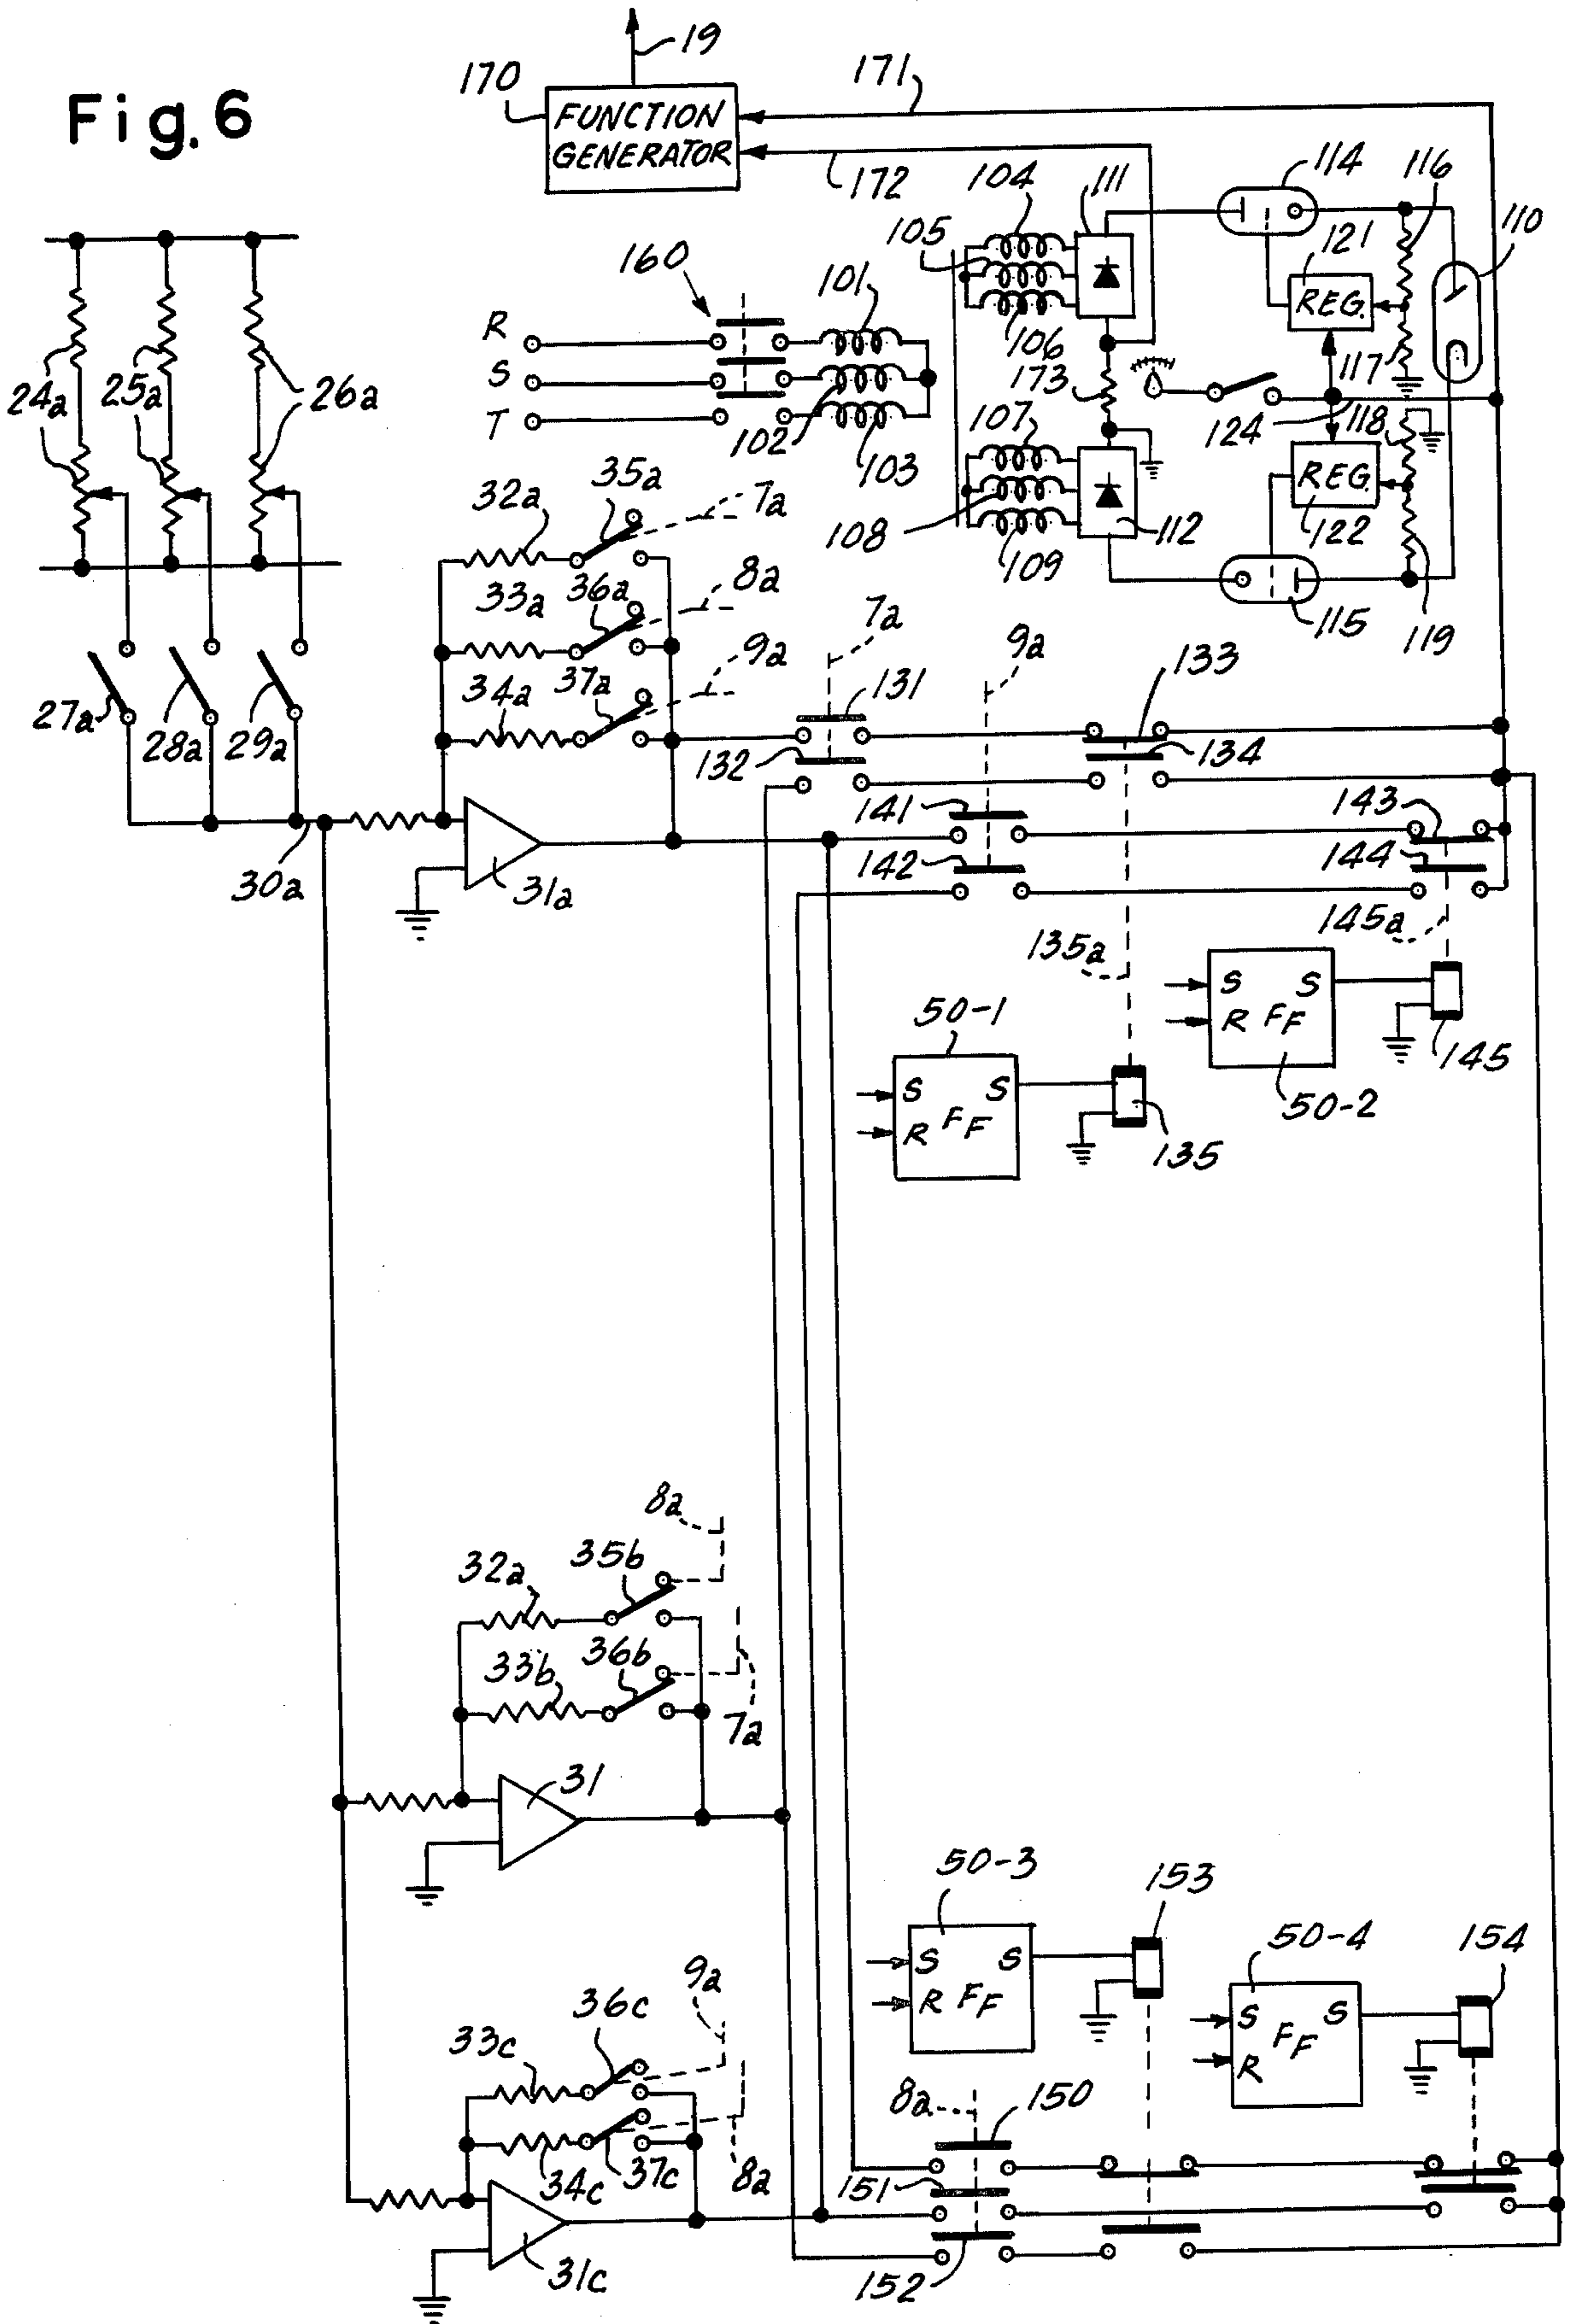 Fig. 6
19
170
171
FUNCTION
GENERATOR
172
104
111
114
116
110
105
121
160
101
REG.
R
106
117
S
173
24a
25a
26a
T
102
107
124
118
103
35a
7a
32a
REG.
108
112
122
109
33a
36a
8a
7a
115
119
9a
9a
133
34a
37a
131
27a
28a
29a
132
134
141
143
142
144
30a
31a
145a
135a
50-1
S S
R FF
145
50-2
S S
R FF
135
8a
35b
32a
36b
33b
7a
31
50-3
153
S S
50-4
154
R FF
9a
36c
S S
33c
FF
R
8a
150
34c
37c
8a
151
31c
152